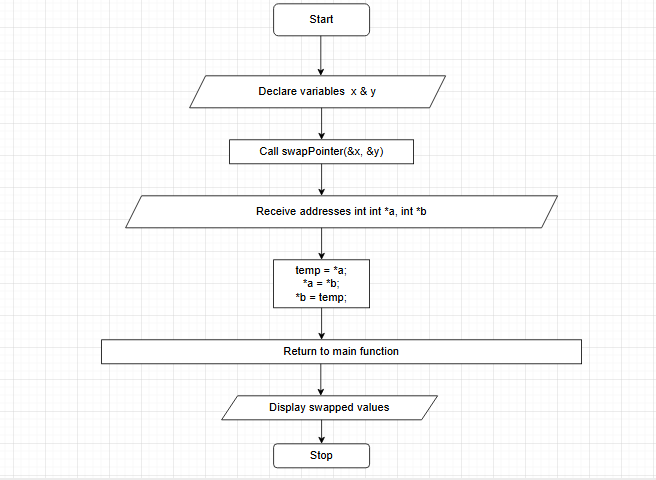 Start
Declare variables x & y
Call swapPointer(&x, &y)
Receive addresses int int *a, int *b
temp = *a;
*a = *b;
*b = temp;
Return to main function
Display swapped values
Stop